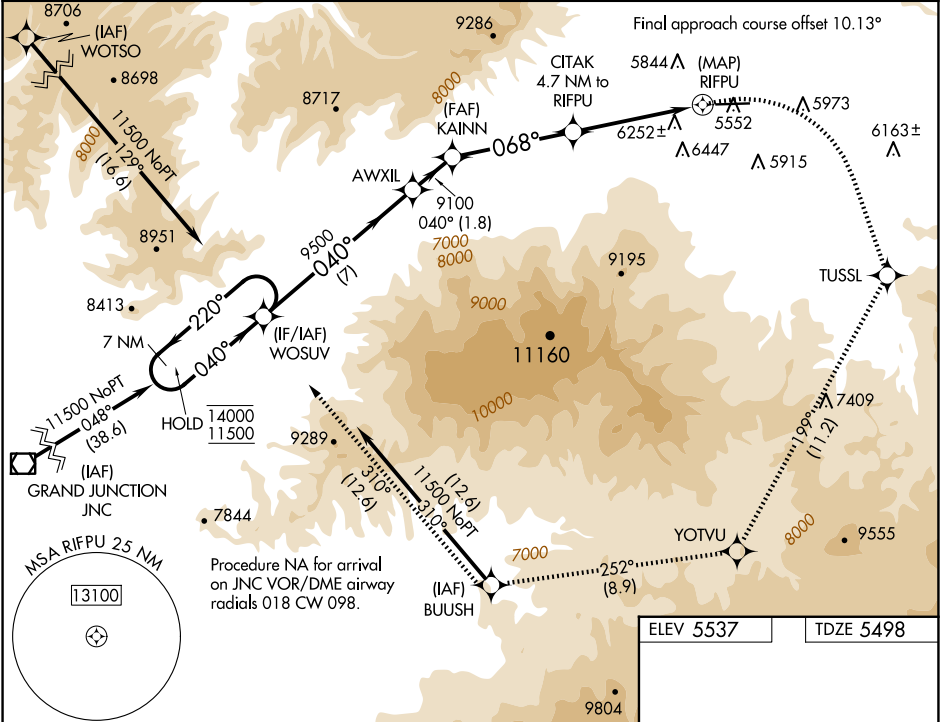 8706
(IAF)
WOTSO
8698
9286
Final approach course offset 10.13°
CITAK
4.7 NM to
RIFPU
5844
(MAP)
RIFPU
8000
8717
(FAF)
KAINN
068°
6252±
5552
5973
6163±
6447
5915
8000
11500 NoPT
129°
(16.6)
AWXIL
9100
040° (1.8)
7000
8000
8951
9500
040°
(7)
9195
TUSSL
8413
220°
9000
7 NM
040°
(IF/IAF)
WOSUV
11160
11500 NoPT
048°
(38.6)
HOLD
14000
11500
10000
7409
9289
199°
(11.2)
(IAF)
GRAND JUNCTION
JNC
310°
(12.6)
(12.6)
11500 NoPT
310°
7844
8000
9555
YOTVU
7000
MSA RIFPU 25 NM
13100
Procedure NA for arrival
on JNC VOR/DME airway
radials 018 CW 098.
(IAF)
BUUSH
252°
(8.9)
ELEV 5537
TDZE 5498
9804